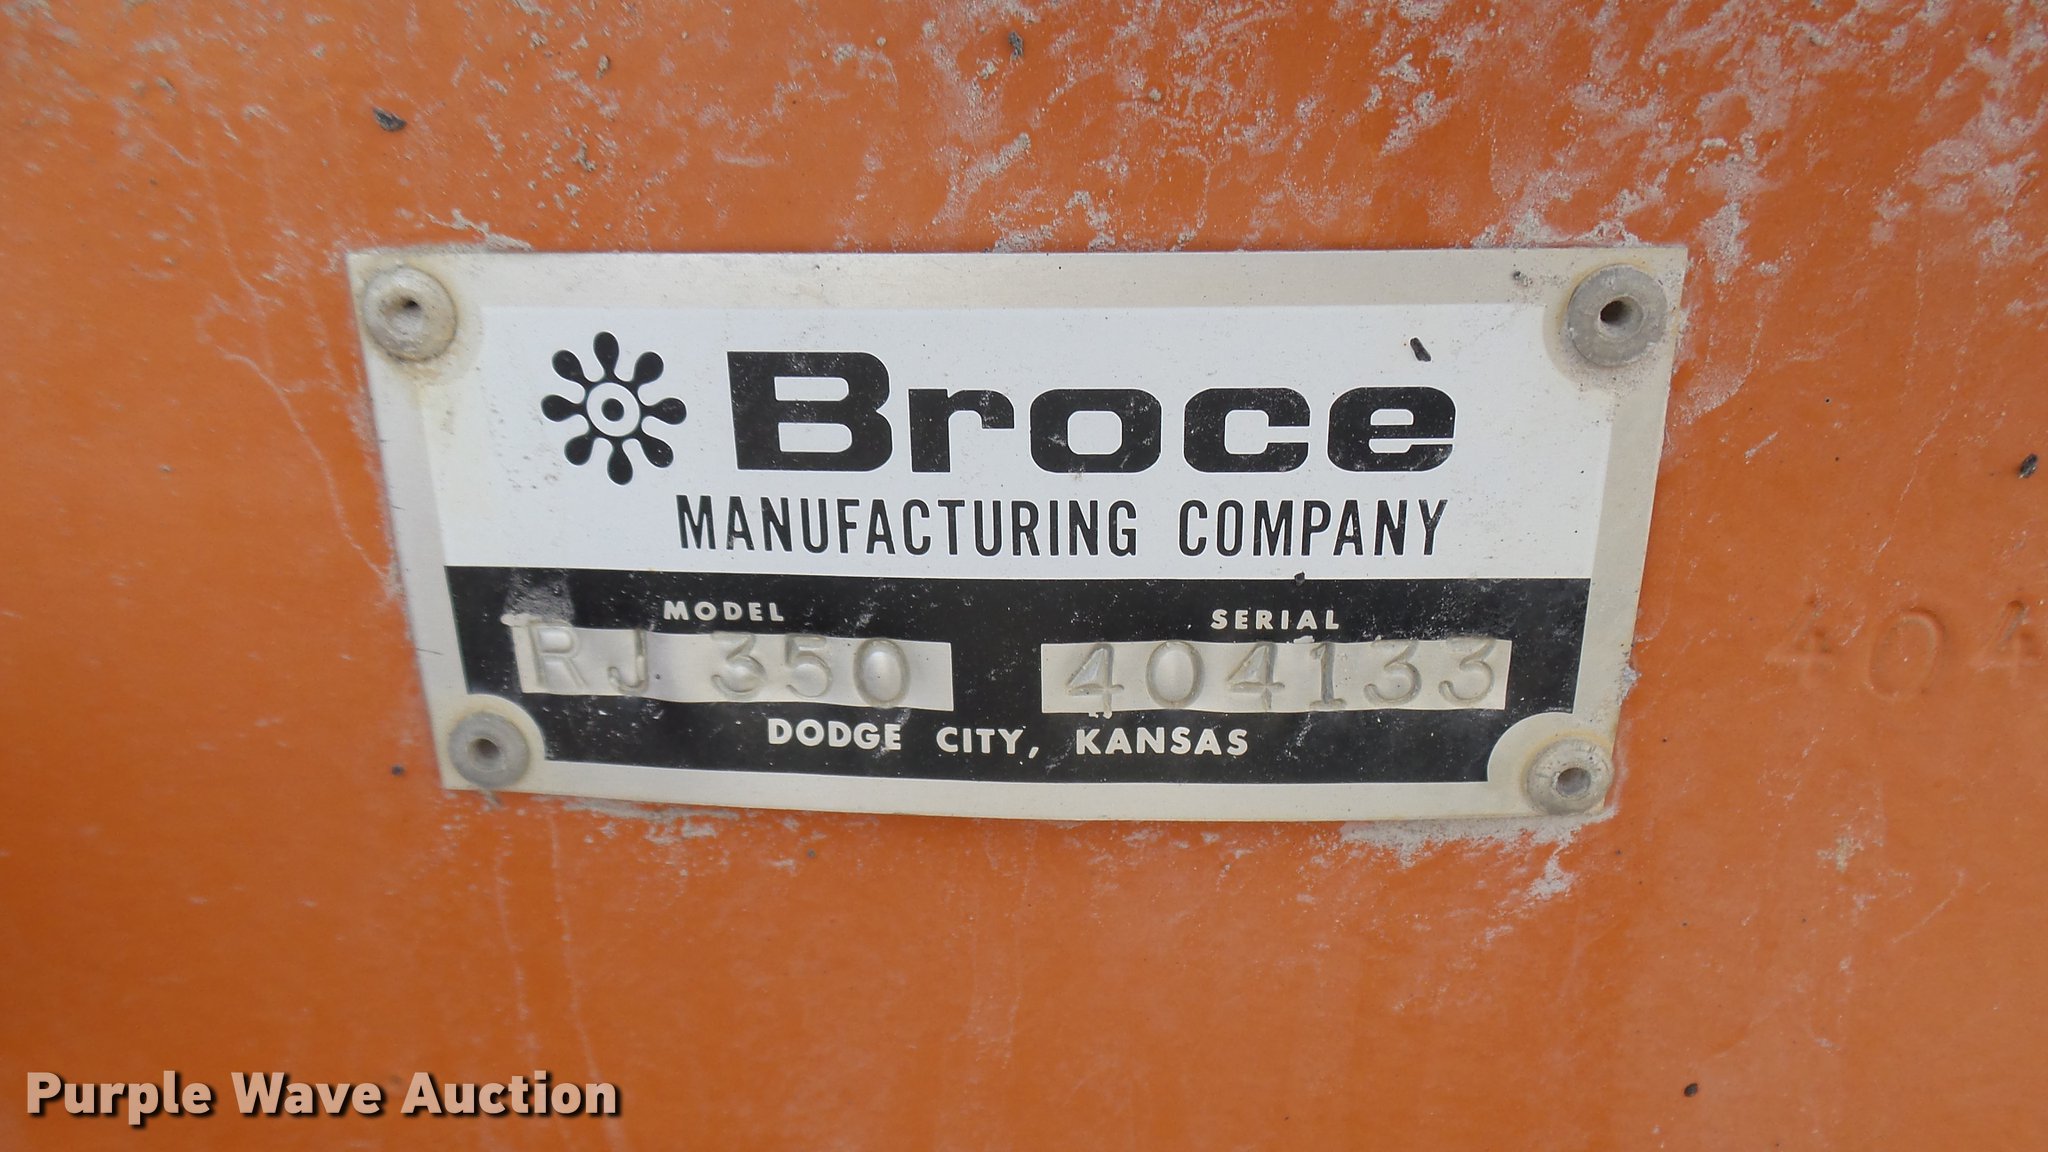 Broce
MANUFACTURING COMPANY
MODEL SERIAL
RJ 350 404133
DODGE CITY, KANSAS
404
Purple Wave Auction